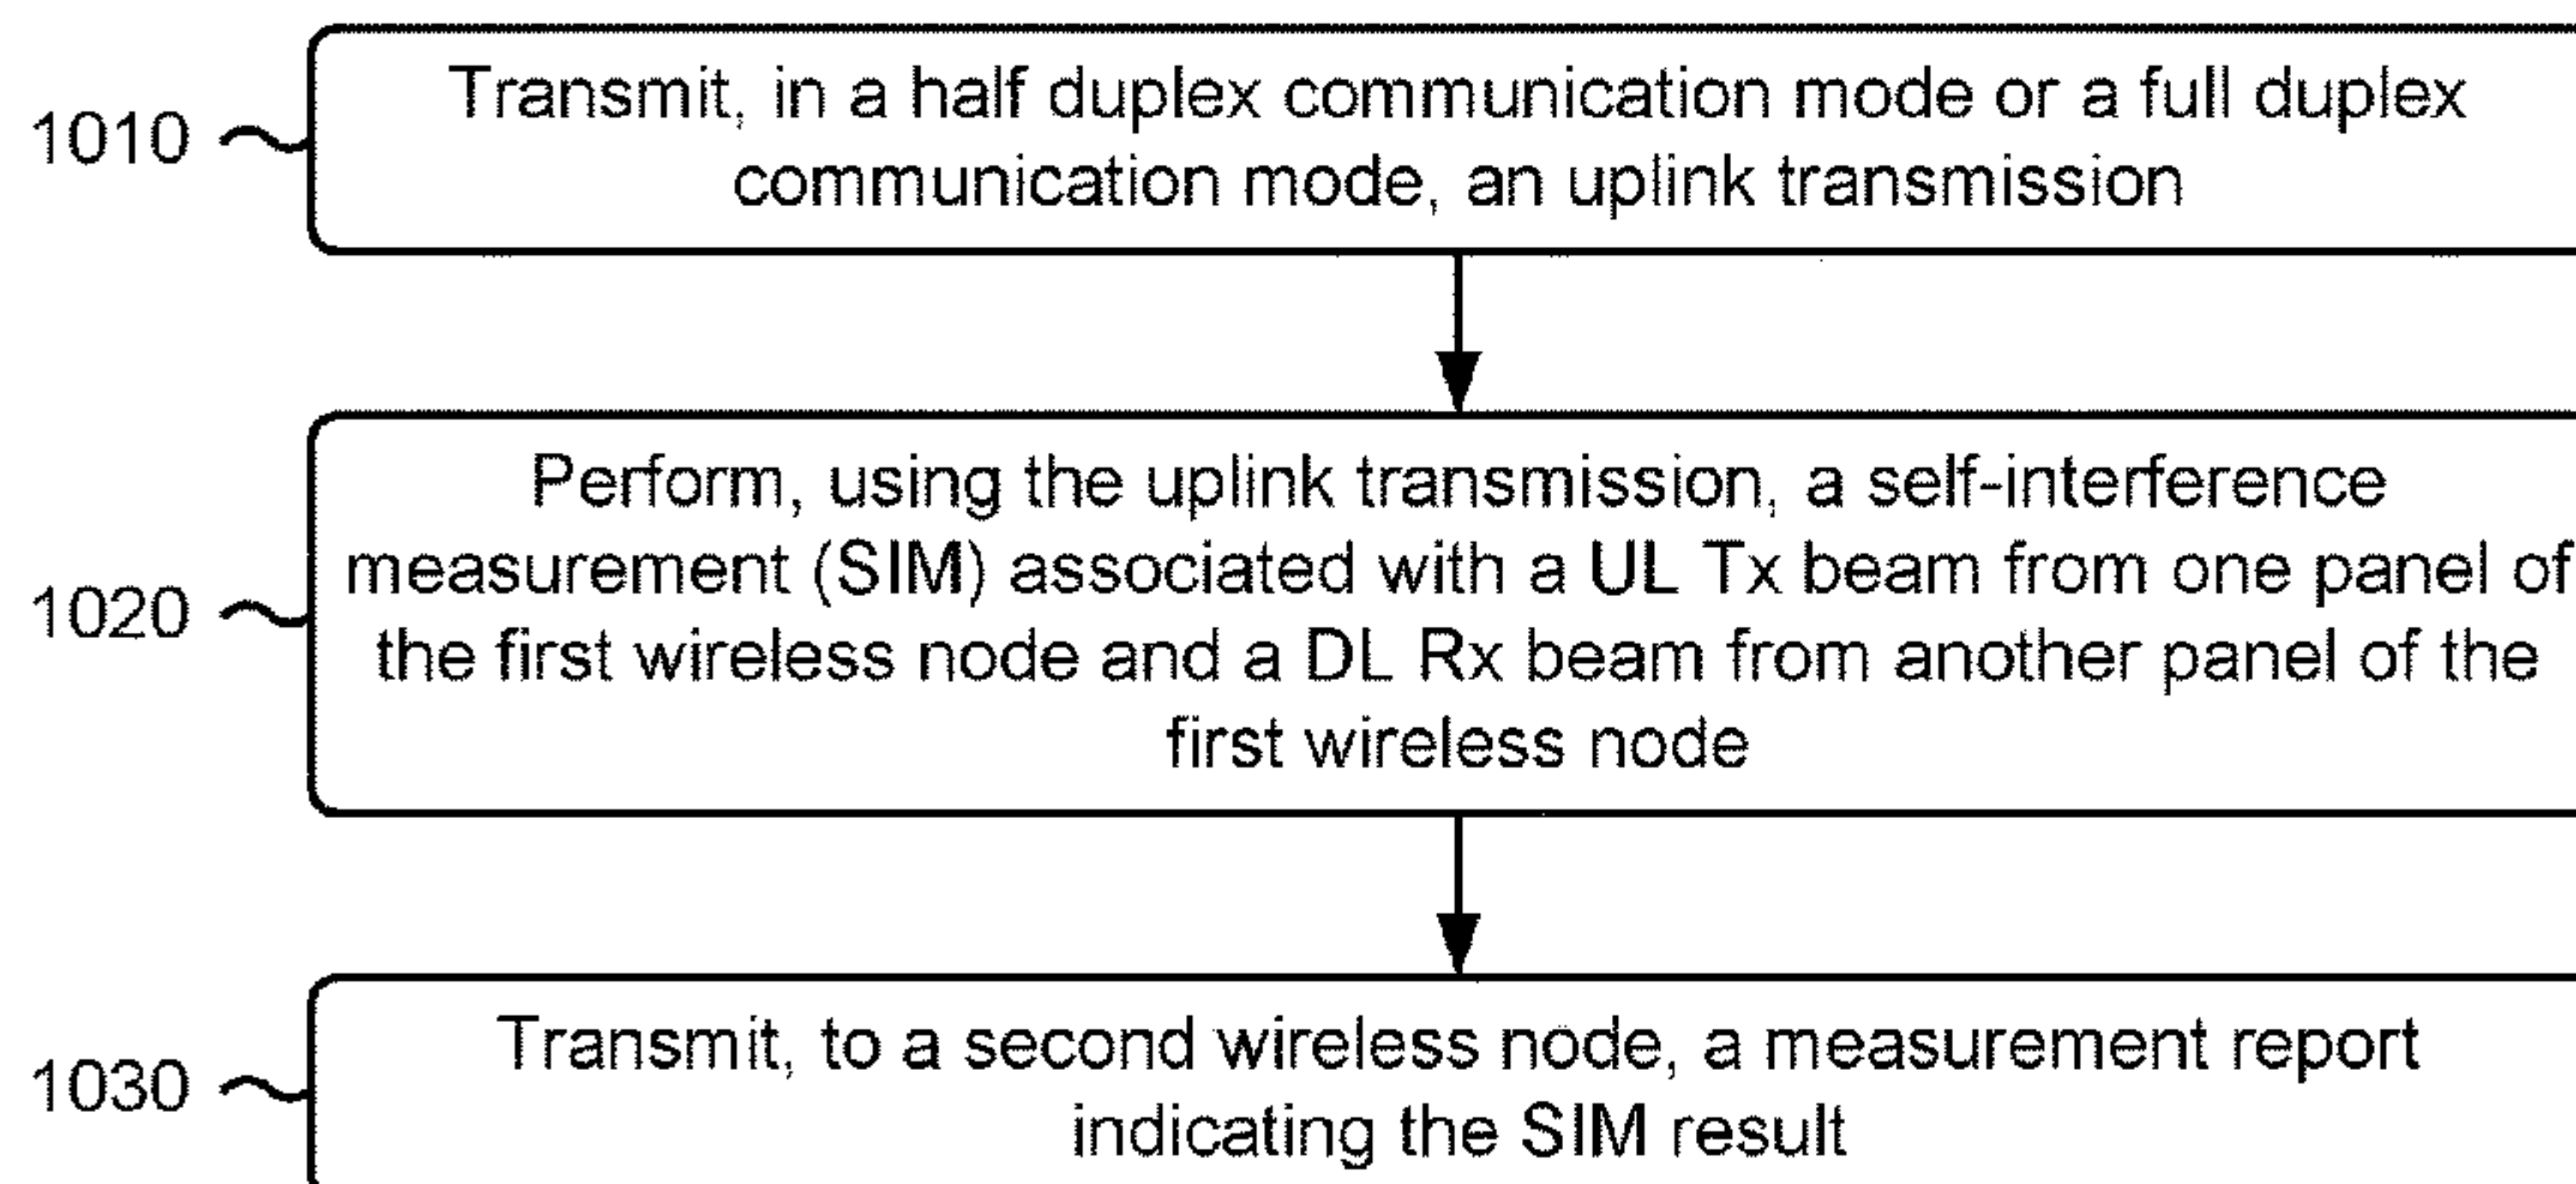 Transmit, in a half duplex communication mode or a full duplex
1010
communication mode, an uplink transmission
Perform, using the uplink transmission, a self-interference
measurement (SIM) associated with a UL Tx beam from one panel of
1020
the first wireless node and a DL Rx beam from another panel of the
first wireless node
Transmit, to a second wireless node, a measurement report
1030
indicating the SIM result